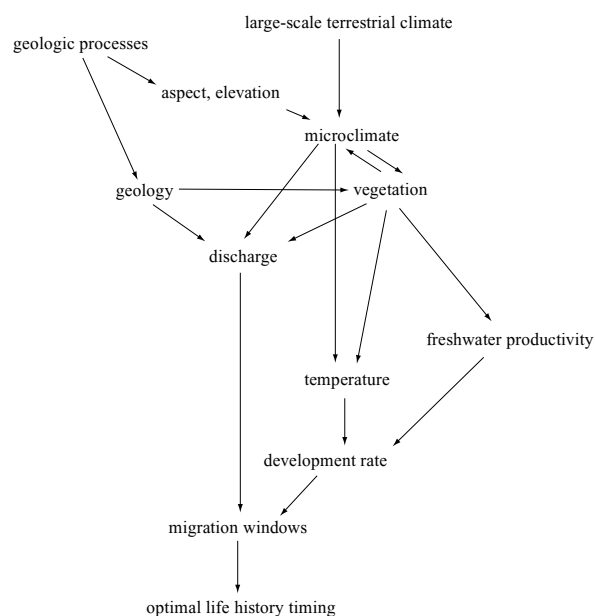 large-scale terrestrial climate
geologic processes
aspect, elevation
microclimate
geology
vegetation
discharge
freshwater productivity
temperature
development rate
migration windows
optimal life history timing